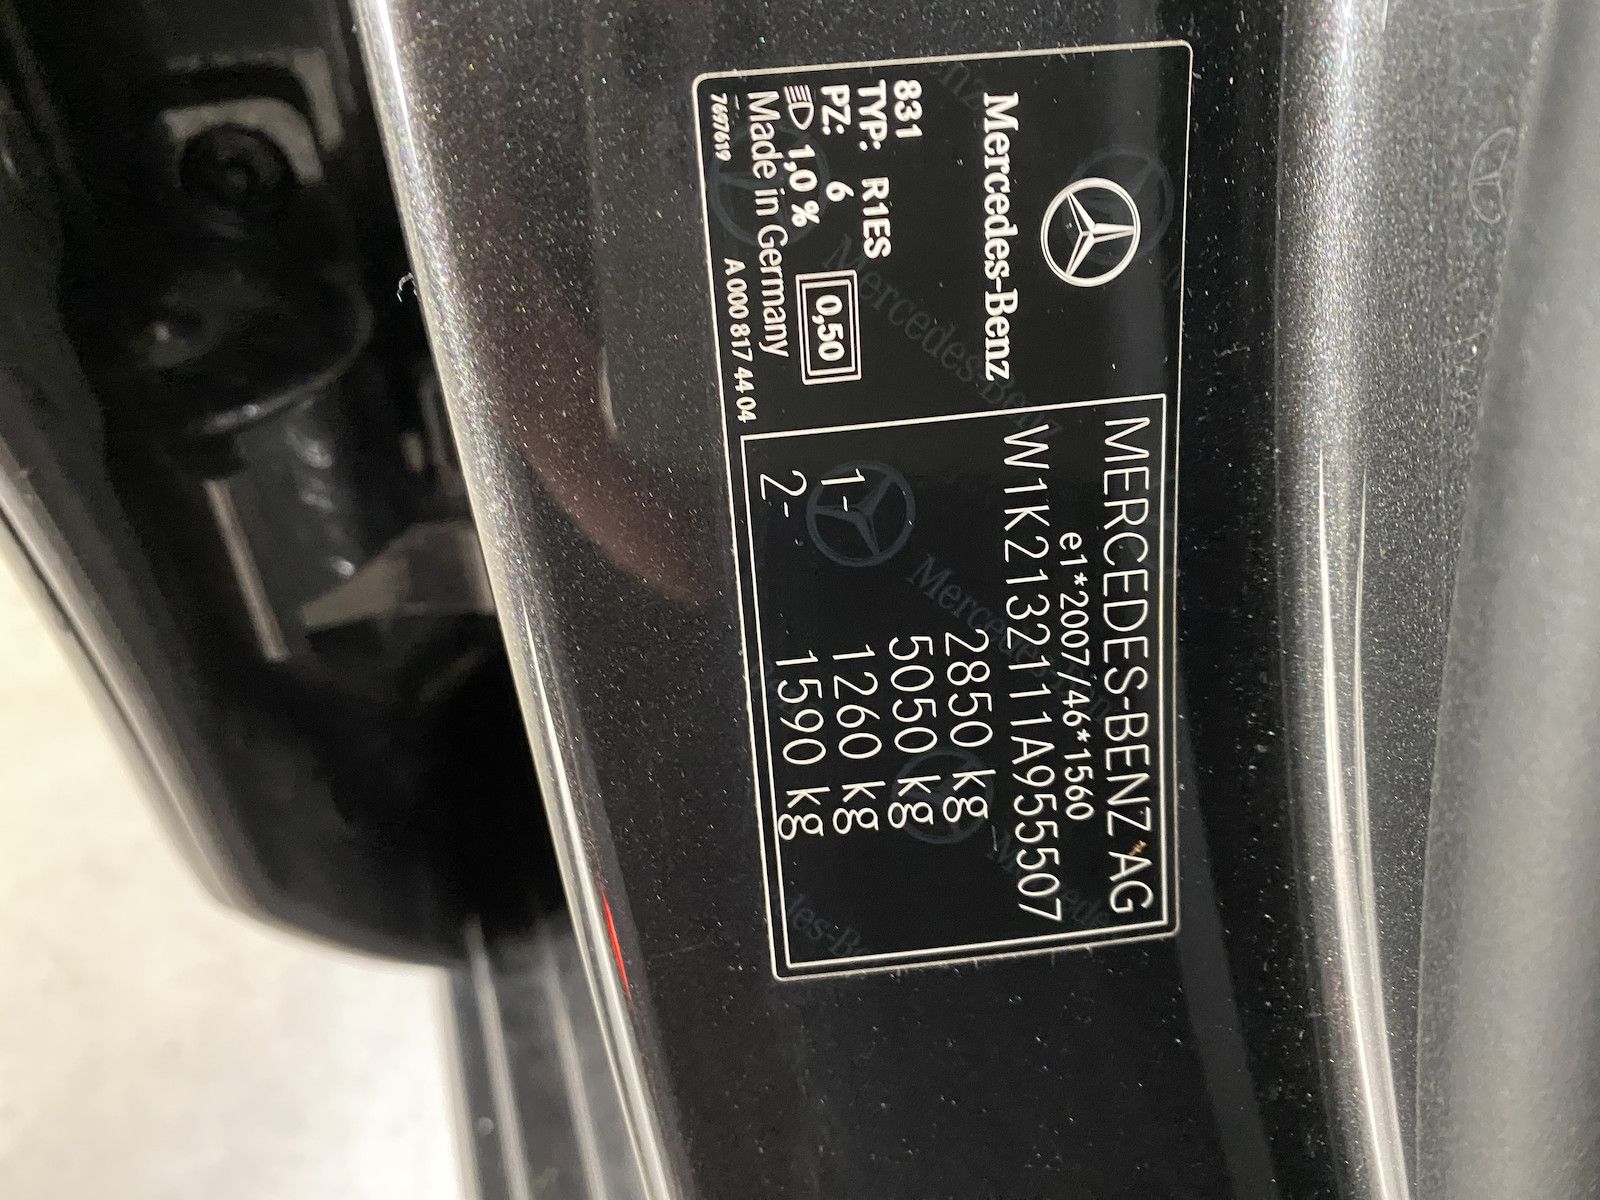 Mercedes-Benz
831
TYP: R1ES
PZ: 6
1,0 %
0,50
Made in Germany
7697619
A 000 817 44 04
MERCEDES-BENZ AG
e1*2007/46*1560
W1K2132111A955507
2850 kg
5050 kg
1- 1260 kg
2- 1590 kg